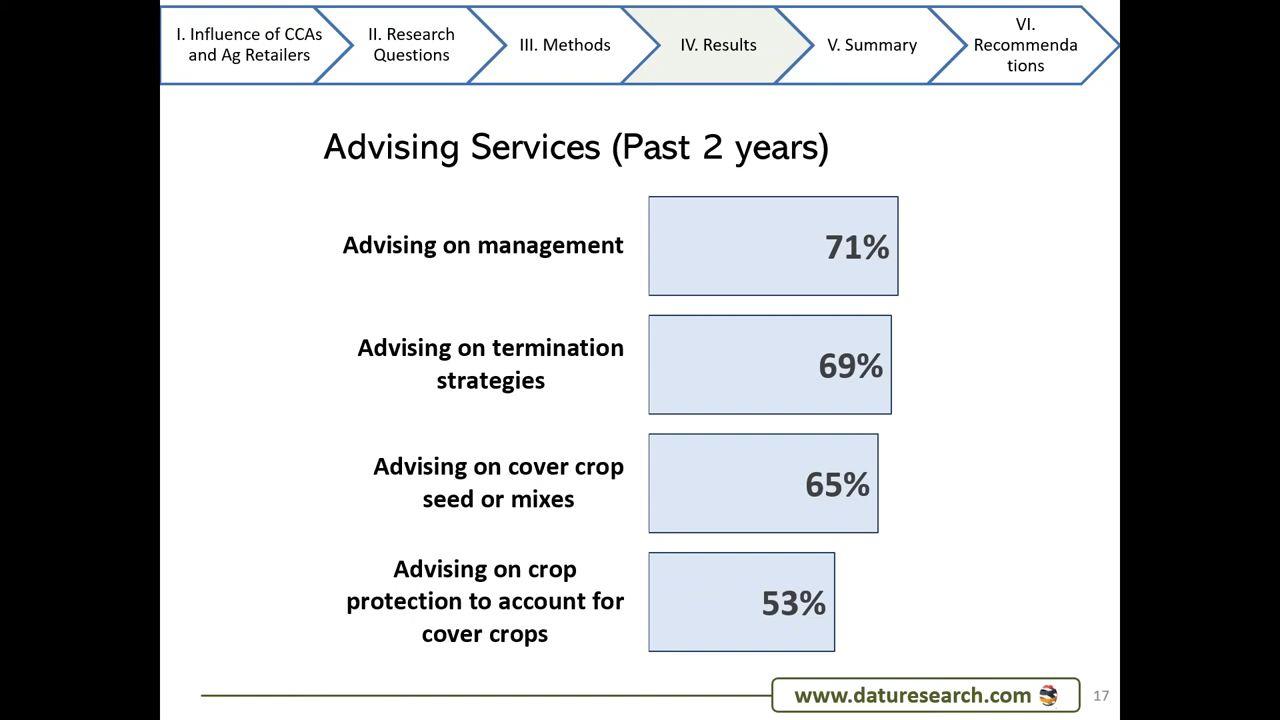 I. Influence of CCAs
and Ag Retailers
II. Research
Questions
III. Methods
IV. Results
V. Summary
VI.
Recommenda
tions
Advising Services (Past 2 years)
Advising on management
71%
Advising on termination
strategies
69%
Advising on cover crop
seed or mixes
65%
Advising on crop
protection to account for
cover crops
53%
www.daturesearch.com
17